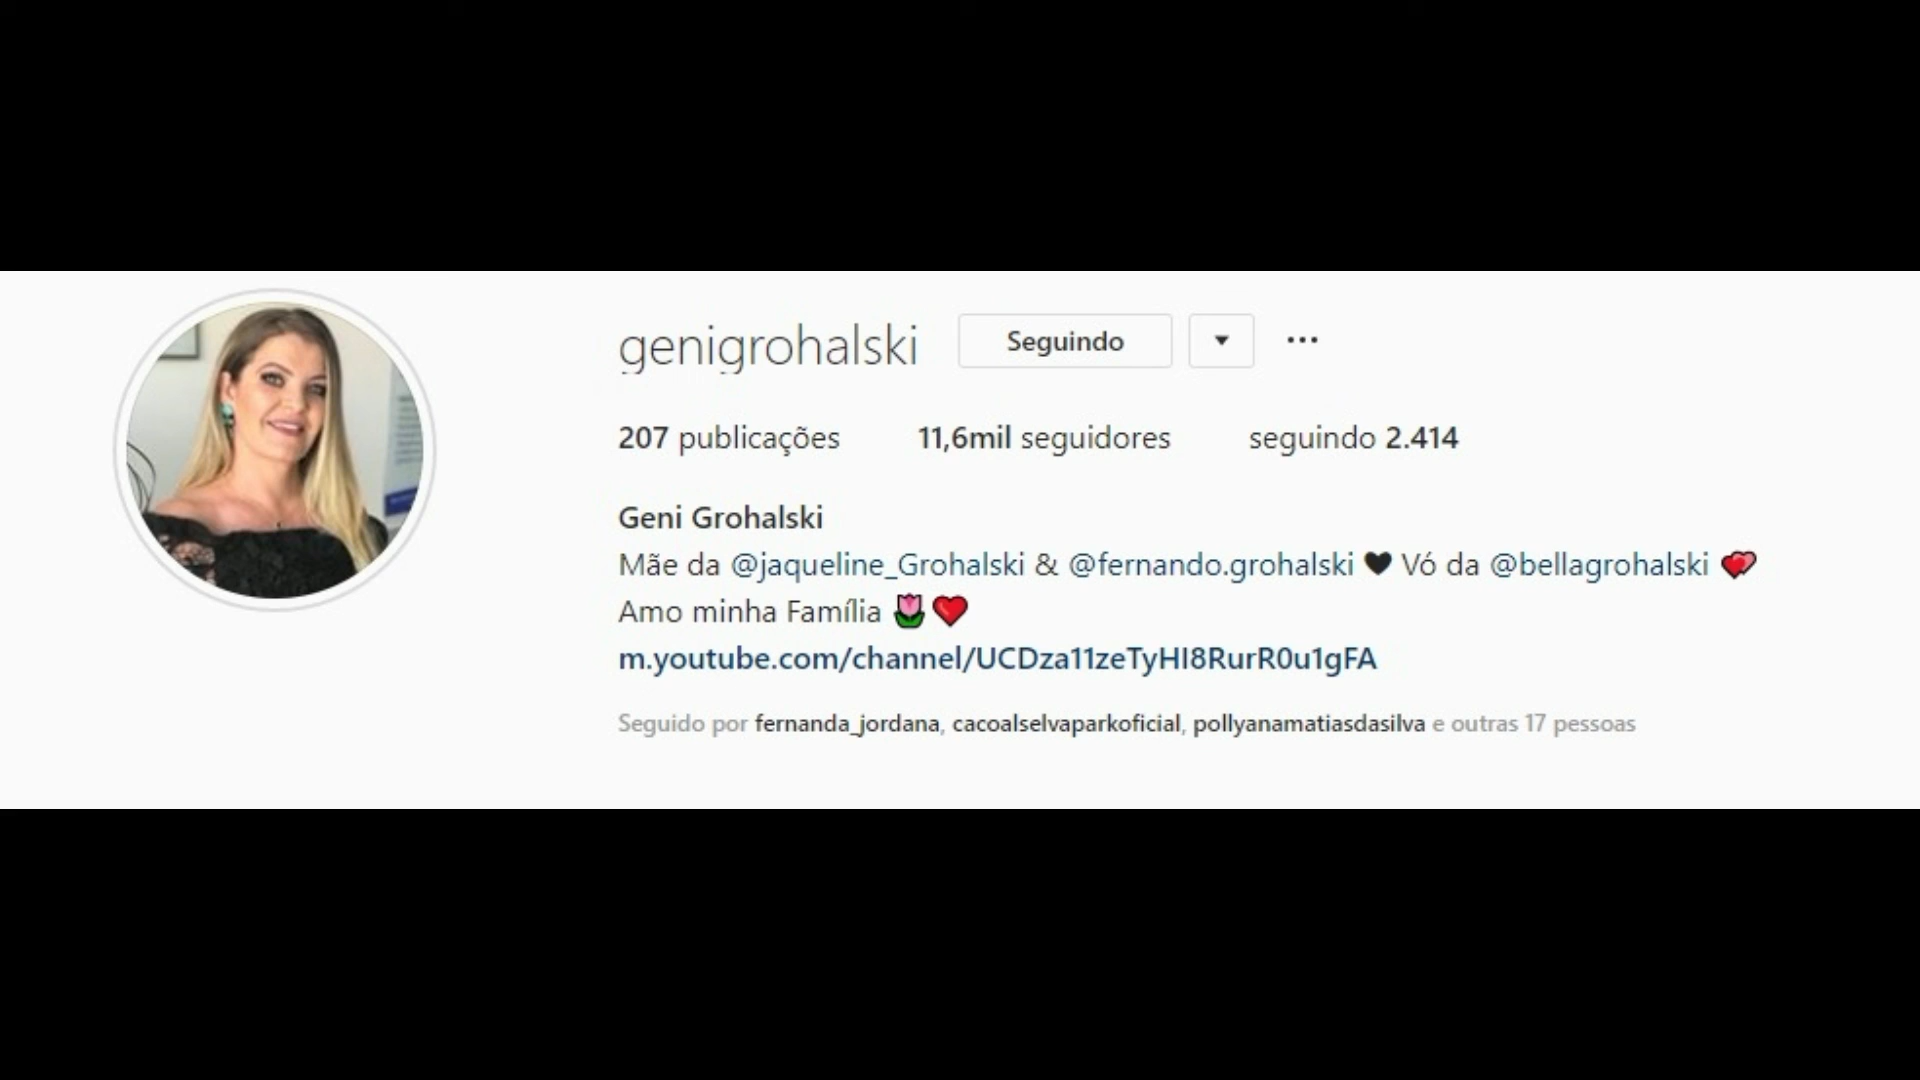 genigrohalski Seguindo
207 publicações 11,6mil seguidores seguindo 2.414
Geni Grohalski
Mãe da @jaqueline_Grohalski & @fernando.grohalski 🖤 Vó da @bellagrohalski 💕
Amo minha Família 🌷❤️
m.youtube.com/channel/UCDza11zeTyHI8RurR0u1gFA
Seguido por fernanda_jordana, cacoalselvaparkoficial, pollyanamatiasdasilva e outras 17 pessoas